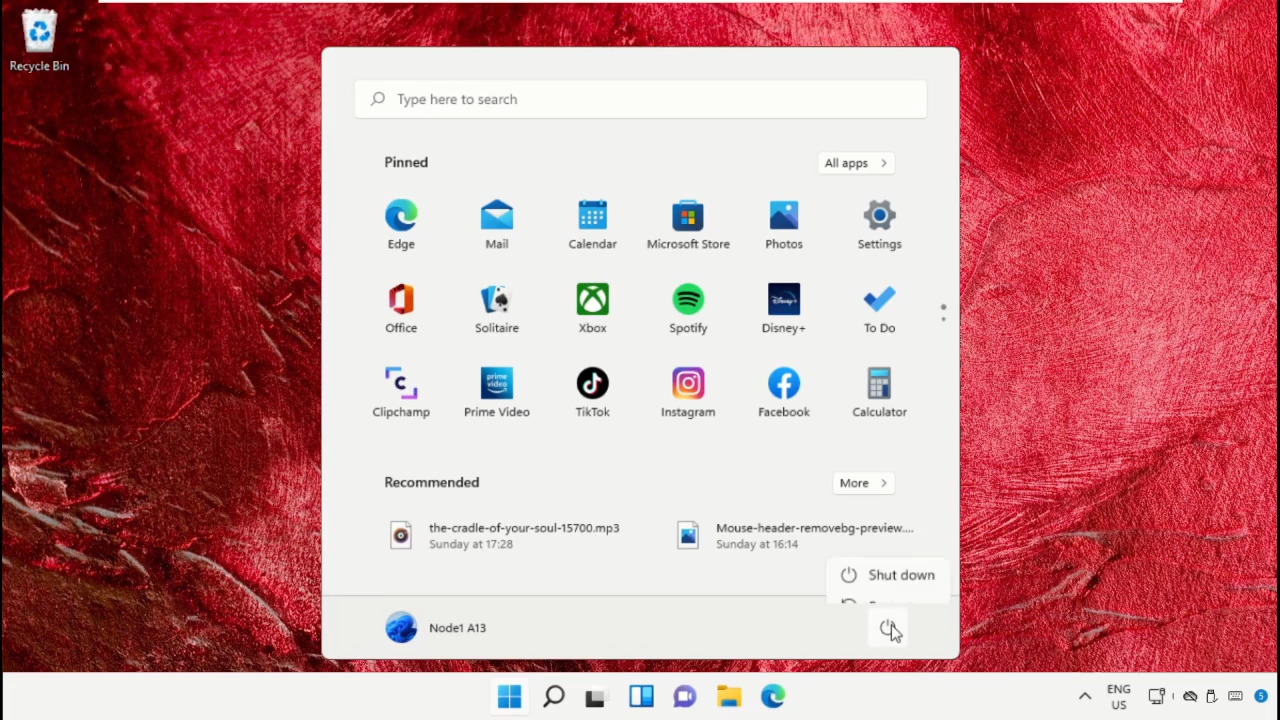 Recycle Bin
Type here to search
Pinned
All apps
Edge
Mail
Calendar
Microsoft Store
Photos
Settings
Office
Solitaire
Xbox
Spotify
Disney+
To Do
prime video
Clipchamp
Prime Video
TikTok
Instagram
Facebook
Calculator
Recommended
More
the-cradle-of-your-soul-15700.mp3
Mouse-header-removebg-preview....
Sunday at 17:28
Sunday at 16:14
Shut down
Node1 A13
ENG
US
5